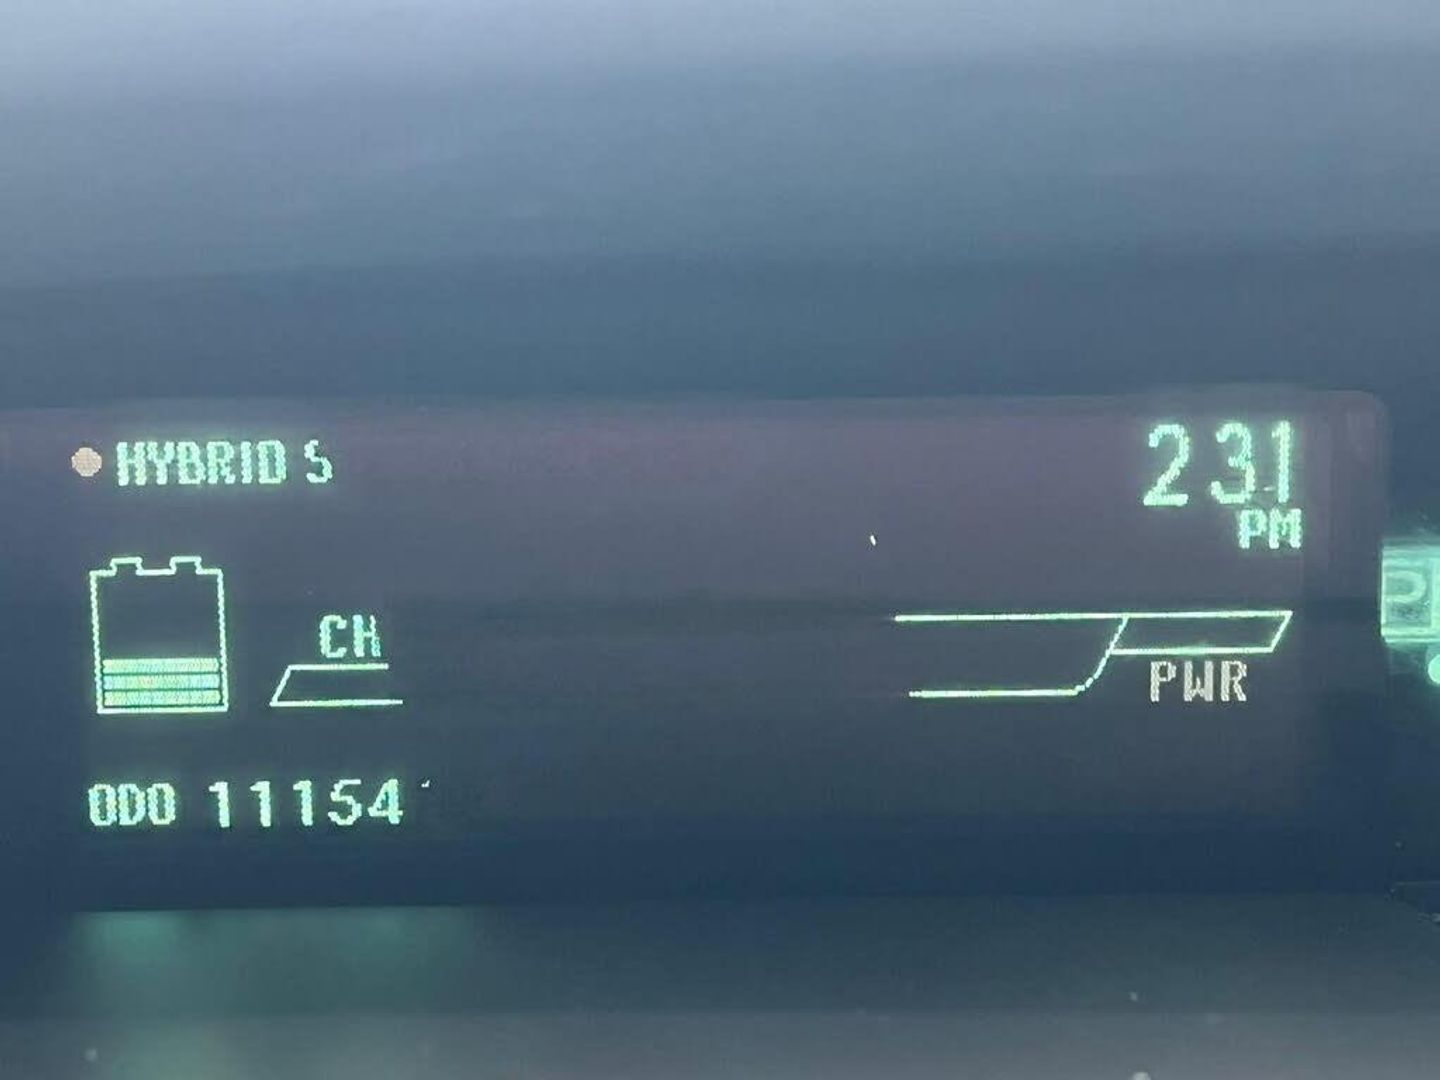 HYBRID S
2 31
PM
CH
PWR
ODO 11154
P